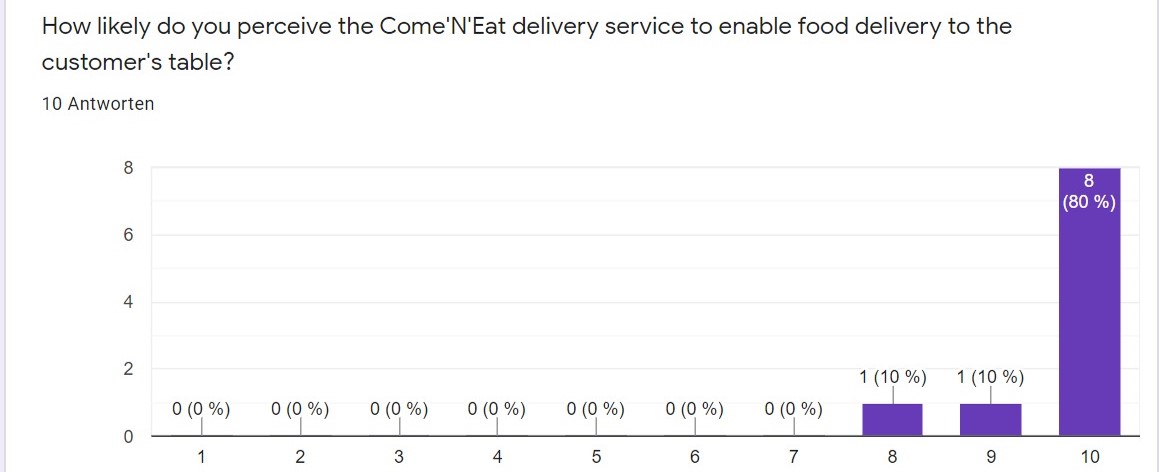 How likely do you perceive the Come'N'Eat delivery service to enable food delivery to the
customer's table?
10 Antworten
8
6
4
2
0
0 (0 %) 0 (0 %) 0 (0 %) 0 (0 %) 0 (0 %) 0 (0 %) 0 (0 %) 1 (10 %) 1 (10 %)
8
(80 %)
1 2 3 4 5 6 7 8 9 10